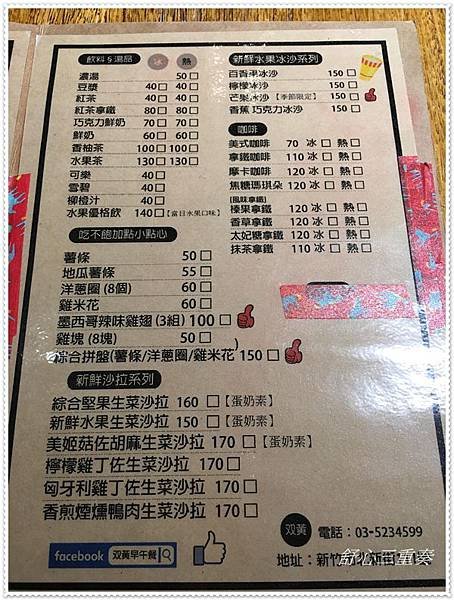 飲料&湯品 冰 熱
濃湯 50 □
豆漿 40 □ 40 □
紅茶 40 □ 40 □
紅茶拿鐵 80 □ 80 □
巧克力鮮奶 70 □ 70 □
鮮奶 60 □ 60 □
香柚茶 100 □ 100 □
水果茶 130 □ 130 □
可樂 40 □
雪碧 40 □
柳橙汁 40 □
水果優格飲 140 □【當日水果口味】
吃不飽加點小點心
薯條 50 □
地瓜薯條 55 □
洋蔥圈 (8個) 60 □
雞米花 60 □
墨西哥辣味雞翅 (3組) 100 □
雞塊 (8塊) 50 □
綜合拼盤(薯條/洋蔥圈/雞米花) 150 □
新鮮沙拉系列
綜合堅果生菜沙拉 160 □【蛋奶素】
新鮮水果生菜沙拉 150 □【蛋奶素】
美姬菇佐胡麻生菜沙拉 170 □【蛋奶素】
檸檬雞丁佐生菜沙拉 170 □
匈牙利雞丁佐生菜沙拉 170 □
香煎煙燻鴨肉生菜沙拉 170 □
facebook 双黃早午餐
新鮮水果冰沙系列
百香果冰沙 150 □
檸檬冰沙 150 □
芒果冰沙【季節限定】 150 □
香蕉巧克力冰沙 150 □
咖啡
美式咖啡 70 冰 □ 熱 □
拿鐵咖啡 110 冰 □ 熱 □
摩卡咖啡 120 冰 □ 熱 □
焦糖瑪琪朵 120 冰 □ 熱 □
(風味拿鐵)
榛果拿鐵 120 冰 □ 熱 □
香草拿鐵 120 冰 □ 熱 □
太妃糖拿鐵 120 冰 □ 熱 □
抹茶拿鐵 110 冰 □ 熱 □
双黃
電話：03-5234599
地址：新竹